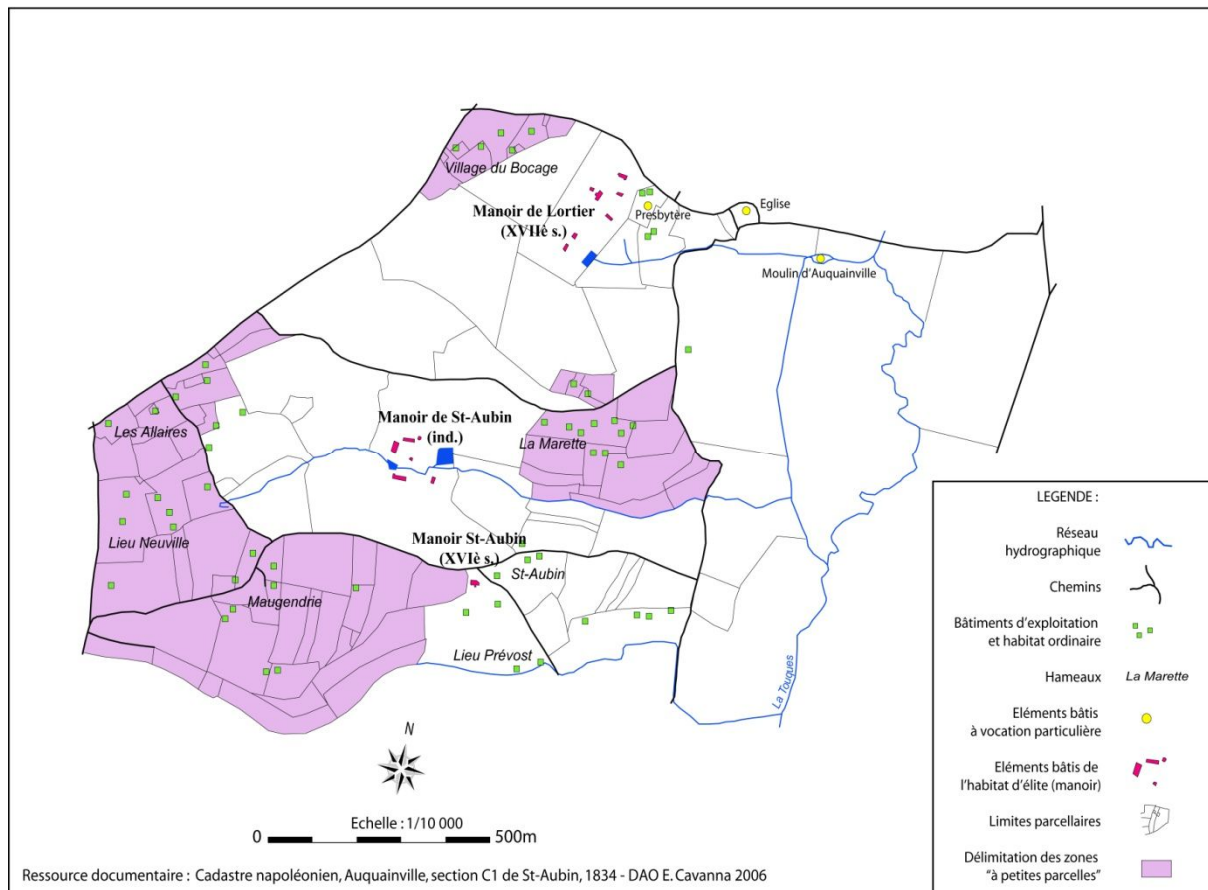 Village du Bocage
Manoir de Lortier
(XVIIè s.)
Presbytère
Eglise
Moulin d'Auquainville
Les Allaires
Manoir de St-Aubin
(ind.)
La Marette
Lieu Neuville
Manoir St-Aubin
(XVIè s.)
St-Aubin
Maugendrie
Lieu Prévost
La Touques
N
Echelle : 1/10 000
0
500m
LEGENDE :
Réseau
hydrographique
Chemins
Bâtiments d'exploitation
et habitat ordinaire
Hameaux
La Marette
Eléments bâtis
à vocation particulière
Eléments bâtis de
l'habitat d'élite (manoir)
Limites parcellaires
Délimitation des zones
"à petites parcelles"
Ressource documentaire : Cadastre napoléonien, Auquainville, section C1 de St-Aubin, 1834 - DAO E. Cavanna 2006